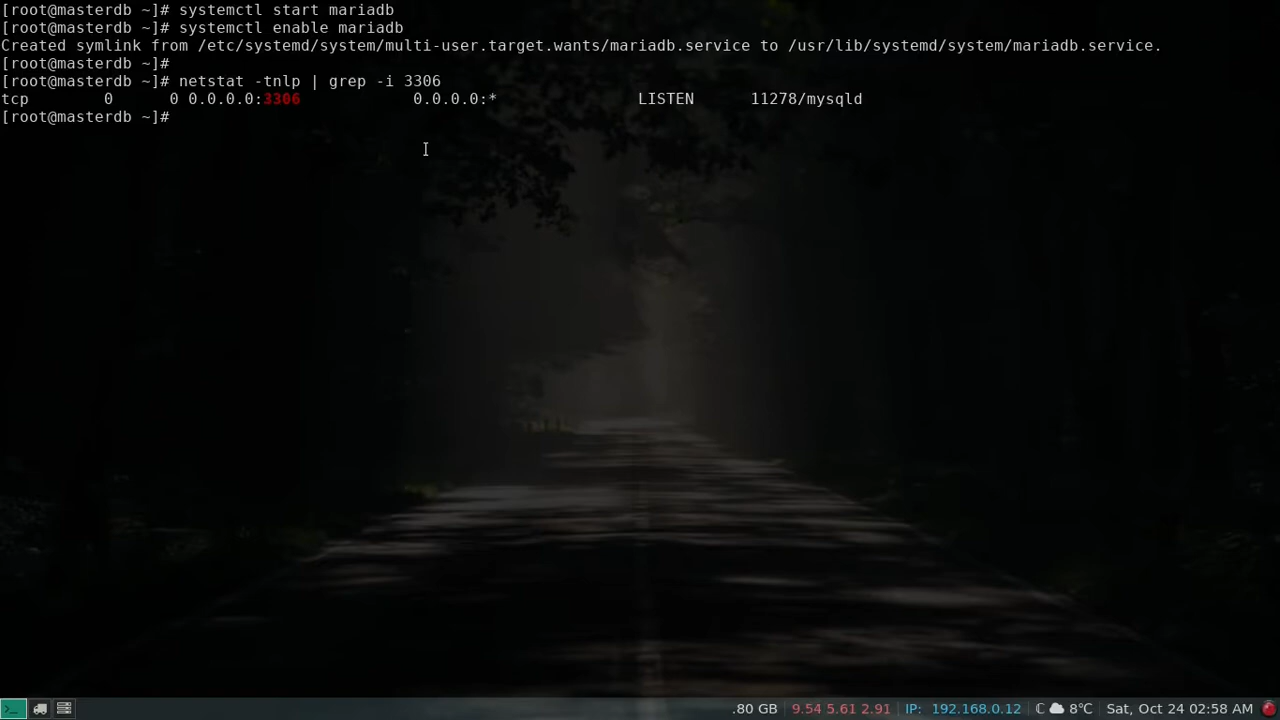 [root@masterdb ~]# systemctl start mariadb
[root@masterdb ~]# systemctl enable mariadb
Created symlink from /etc/systemd/system/multi-user.target.wants/mariadb.service to /usr/lib/systemd/system/mariadb.service.
[root@masterdb ~]#
[root@masterdb ~]# netstat -tnlp | grep -i 3306
tcp        0      0 0.0.0.0:3306            0.0.0.0:*               LISTEN      11278/mysqld
[root@masterdb ~]#
>_ .80 GB 9.54 5.61 2.91 IP: 192.168.0.12 8°C Sat, Oct 24 02:58 AM